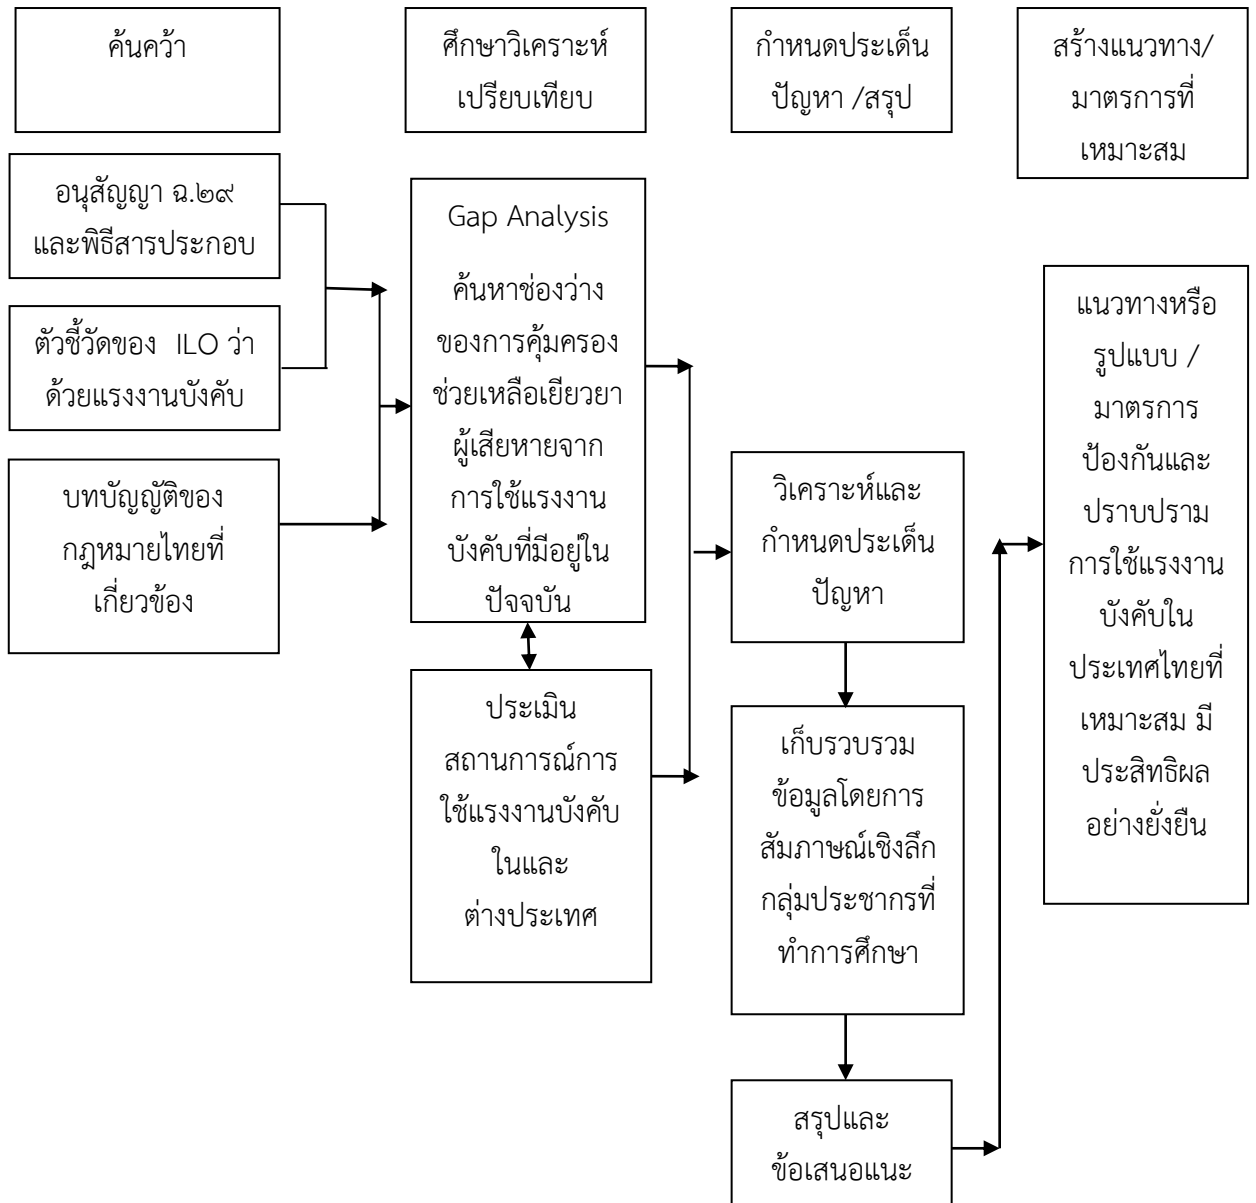 ค้นคว้า
ศึกษาวิเคราะห์
เปรียบเทียบ
กำหนดประเด็น
ปัญหา /สรุป
สร้างแนวทาง/
มาตรการที่
เหมาะสม
อนุสัญญา ฉ.๒๙
และพิธีสารประกอบ
ตัวชี้วัดของ ILO ว่า
ด้วยแรงงานบังคับ
บทบัญญัติของ
กฎหมายไทยที่
เกี่ยวข้อง
Gap Analysis
ค้นหาช่องว่าง
ของการคุ้มครอง
ช่วยเหลือเยียวยา
ผู้เสียหายจาก
การใช้แรงงาน
บังคับที่มีอยู่ใน
ปัจจบัน
ประเมิน
สถานการณ์การ
ใช้แรงงานบังคับ
ในและ
ต่างประเทศ
วิเคราะห์และ
กำหนดประเด็น
ปัญหา
เก็บรวบรวม
ข้อมูลโดยการ
สัมภาษณ์เชิงลึก
กลุ่มประชากรที่
ทำการศึกษา
สรุปและ
ข้อเสนอแนะ
แนวทางหรือ
รูปแบบ /
มาตรการ
ป้องกันและ
ปราบปราม
การใช้แรงงาน
บังคับใน
ประเทศไทยที่
เหมาะสม มี
ประสิทธิผล
อย่างยั่งยืน